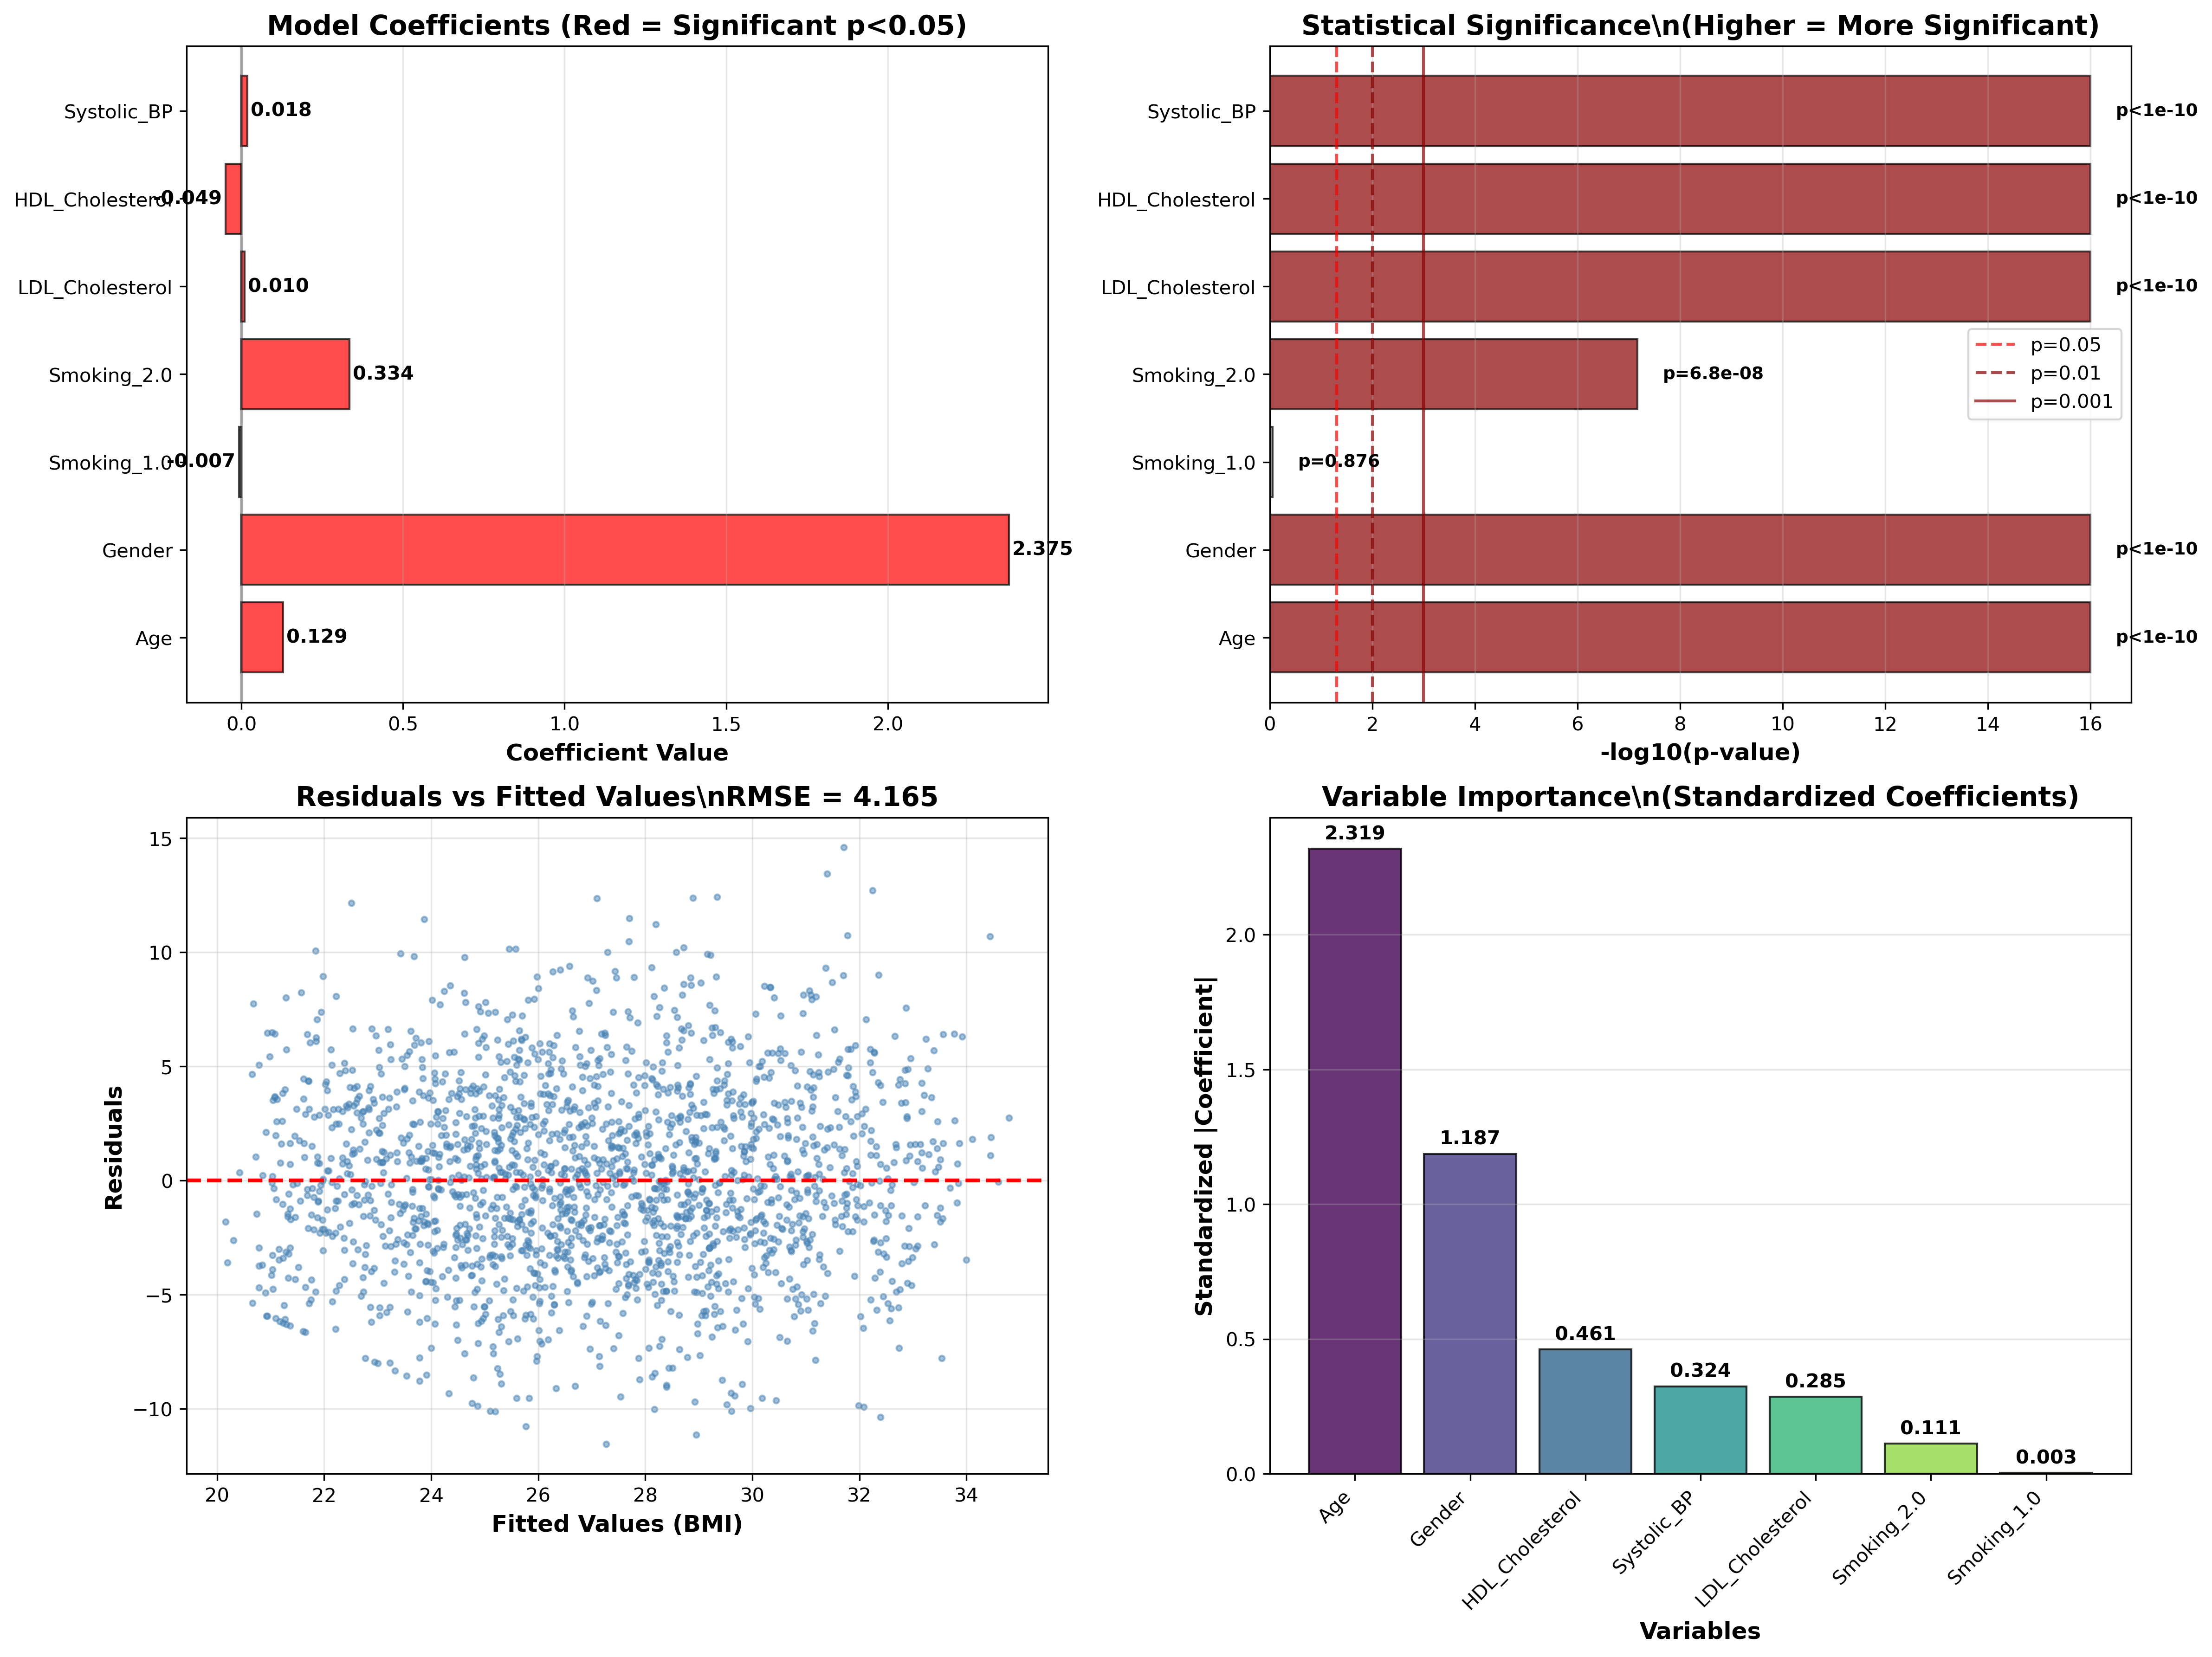 Model Coefficients (Red = Significant p<0.05)
Systolic_BP
0.018
HDL_Cholesterol
-0.049
LDL_Cholesterol
0.010
Smoking_2.0
0.334
Smoking_1.0
-0.007
Gender
2.375
Age
0.129
0.0 0.5 1.0 1.5 2.0
Coefficient Value
Statistical Significance\n(Higher = More Significant)
Systolic_BP
p<1e-10
HDL_Cholesterol
p<1e-10
LDL_Cholesterol
p<1e-10
Smoking_2.0
p=6.8e-08
Smoking_1.0
p=0.876
Gender
p<1e-10
Age
p<1e-10
p=0.05
p=0.01
p=0.001
0 2 4 6 8 10 12 14 16
-log10(p-value)
Residuals vs Fitted Values\nRMSE = 4.165
Residuals
15
10
5
0
−5
−10
20 22 24 26 28 30 32 34
Fitted Values (BMI)
Variable Importance\n(Standardized Coefficients)
Standardized |Coefficient|
2.0
1.5
1.0
0.5
0.0
2.319
1.187
0.461
0.324
0.285
0.111
0.003
Age
Gender
HDL_Cholesterol
Systolic_BP
LDL_Cholesterol
Smoking_2.0
Smoking_1.0
Variables